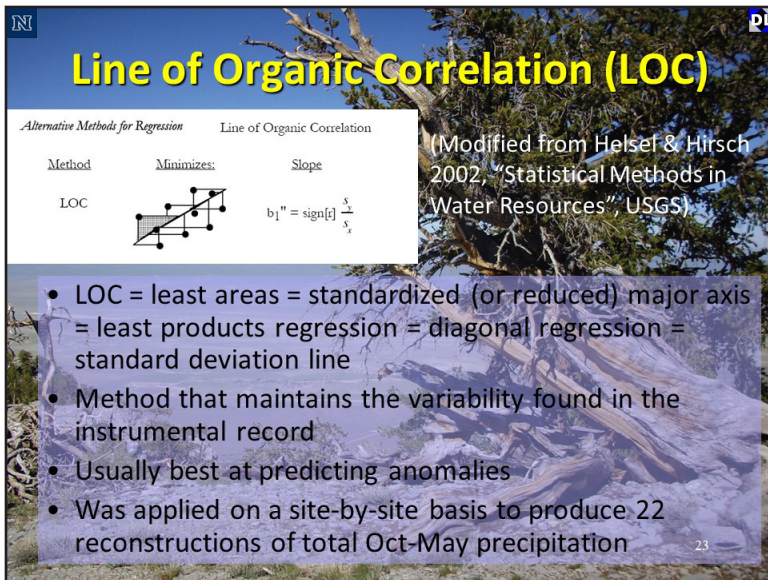 N
DL
Line of Organic Correlation (LOC)
Alternative Methods for Regression Line of Organic Correlation
Method Minimizes: Slope
LOC b₁" = sign[r] s_y / s_x
(Modified from Helsel & Hirsch
2002, "Statistical Methods in
Water Resources", USGS)
• LOC = least areas = standardized (or reduced) major axis
= least products regression = diagonal regression =
standard deviation line
• Method that maintains the variability found in the
instrumental record
• Usually best at predicting anomalies
• Was applied on a site-by-site basis to produce 22
reconstructions of total Oct-May precipitation
23